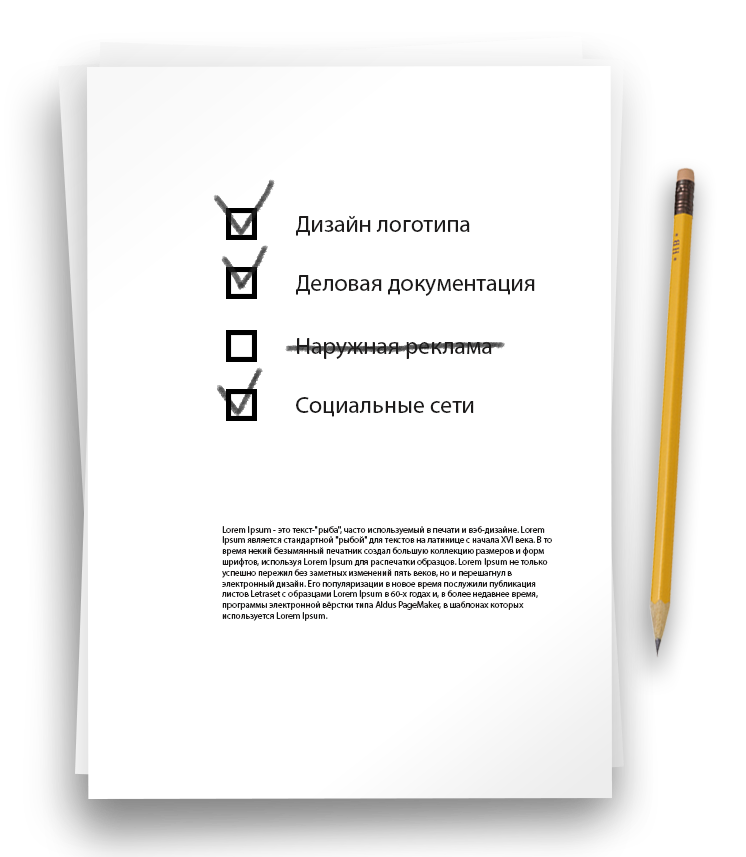 Дизайн логотипа
Деловая документация
Наружная реклама
Социальные сети
Lorem Ipsum - это текст-"рыба", часто используемый в печати и вэб-дизайне. Lorem
Ipsum является стандартной "рыбой" для текстов на латинице с начала XVI века. В то
время некий безымянный печатник создал большую коллекцию размеров и форм
шрифтов, используя Lorem Ipsum для распечатки образцов. Lorem Ipsum не только
успешно пережил без заметных изменений пять веков, но и перешагнул в
электронный дизайн. Его популяризации в новое время послужили публикация
листов Letraset с образцами Lorem Ipsum в 60-х годах и, в более недавнее время,
программы электронной вёрстки типа Aldus PageMaker, в шаблонах которых
используется Lorem Ipsum.
HB